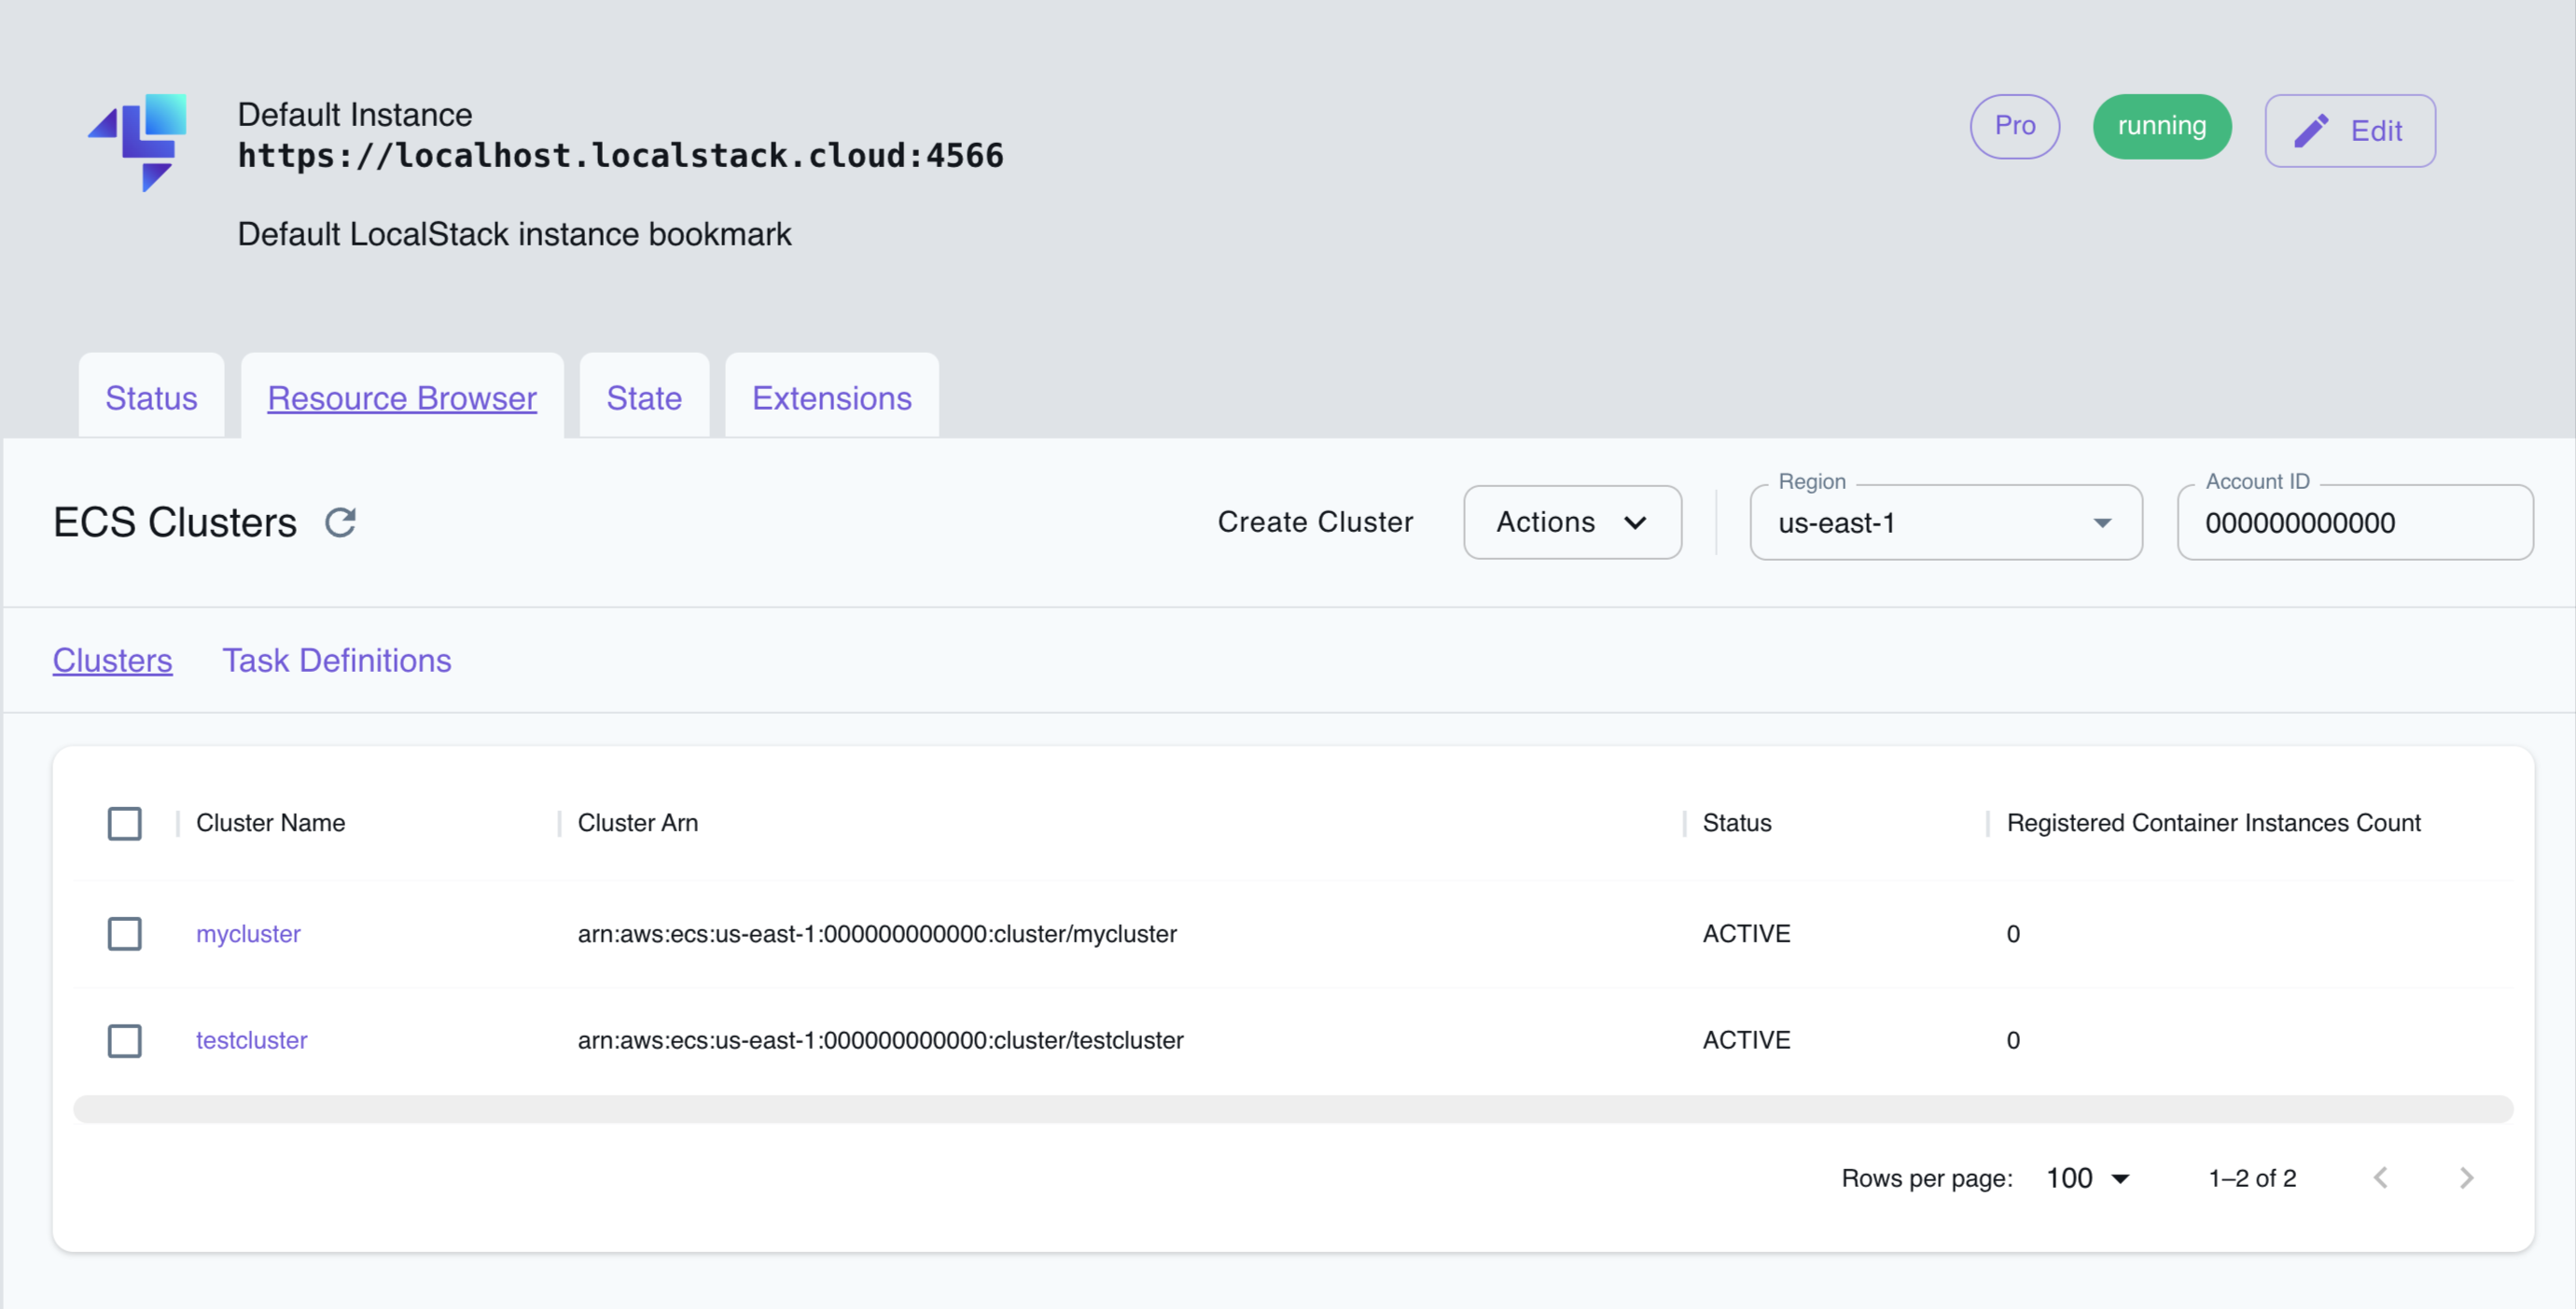 Default Instance
https://localhost.localstack.cloud:4566
Default LocalStack instance bookmark
Pro
running
Edit
Status
Resource Browser
State
Extensions
ECS Clusters
Create Cluster
Actions
Region
us-east-1
Account ID
000000000000
Clusters
Task Definitions
Cluster Name
Cluster Arn
Status
Registered Container Instances Count
mycluster
arn:aws:ecs:us-east-1:000000000000:cluster/mycluster
ACTIVE
0
testcluster
arn:aws:ecs:us-east-1:000000000000:cluster/testcluster
ACTIVE
0
Rows per page:
100
1–2 of 2